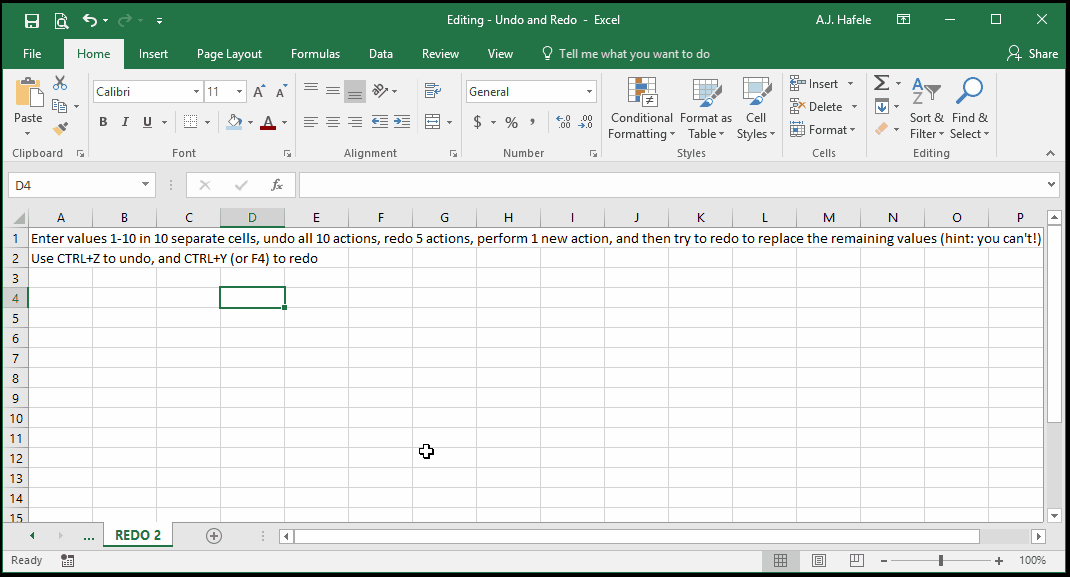 Editing - Undo and Redo - Excel
A.J. Hafele
File Home Insert Page Layout Formulas Data Review View Tell me what you want to do Share
Paste
Clipboard
Calibri 11 A A
B I U A
Font
Alignment
General
$ % , .00 .0
Number
Conditional Formatting
Format as Table
Cell Styles
Styles
Insert
Delete
Format
Cells
Σ
A Z
Sort & Filter
Find & Select
Editing
D4 fx
A B C D E F G H I J K L M N O P
1 Enter values 1-10 in 10 separate cells, undo all 10 actions, redo 5 actions, perform 1 new action, and then try to redo to replace the remaining values (hint: you can't!)
2 Use CTRL+Z to undo, and CTRL+Y (or F4) to redo
3
4
5
6
7
8
9
10
11
12
13
14
15
... REDO 2
Ready 100%